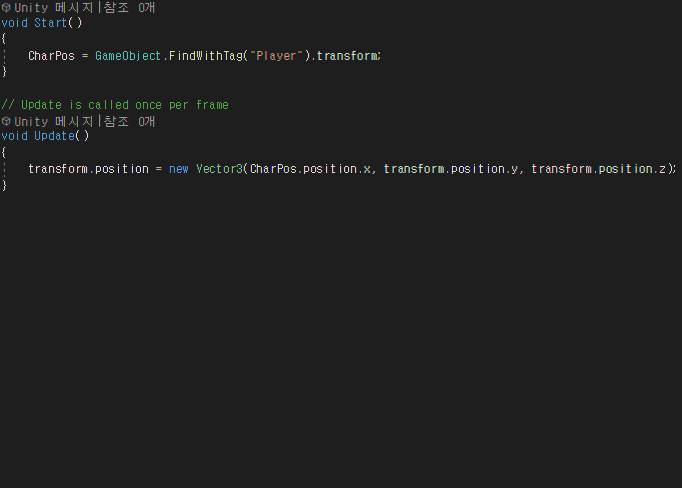 Unity 메시지|참조 0개
void Start()
{
CharPos = GameObject.FindWithTag("Player").transform;
}
// Update is called once per frame
Unity 메시지|참조 0개
void Update()
{
transform.position = new Vector3(CharPos.position.x, transform.position.y, transform.position.z);
}